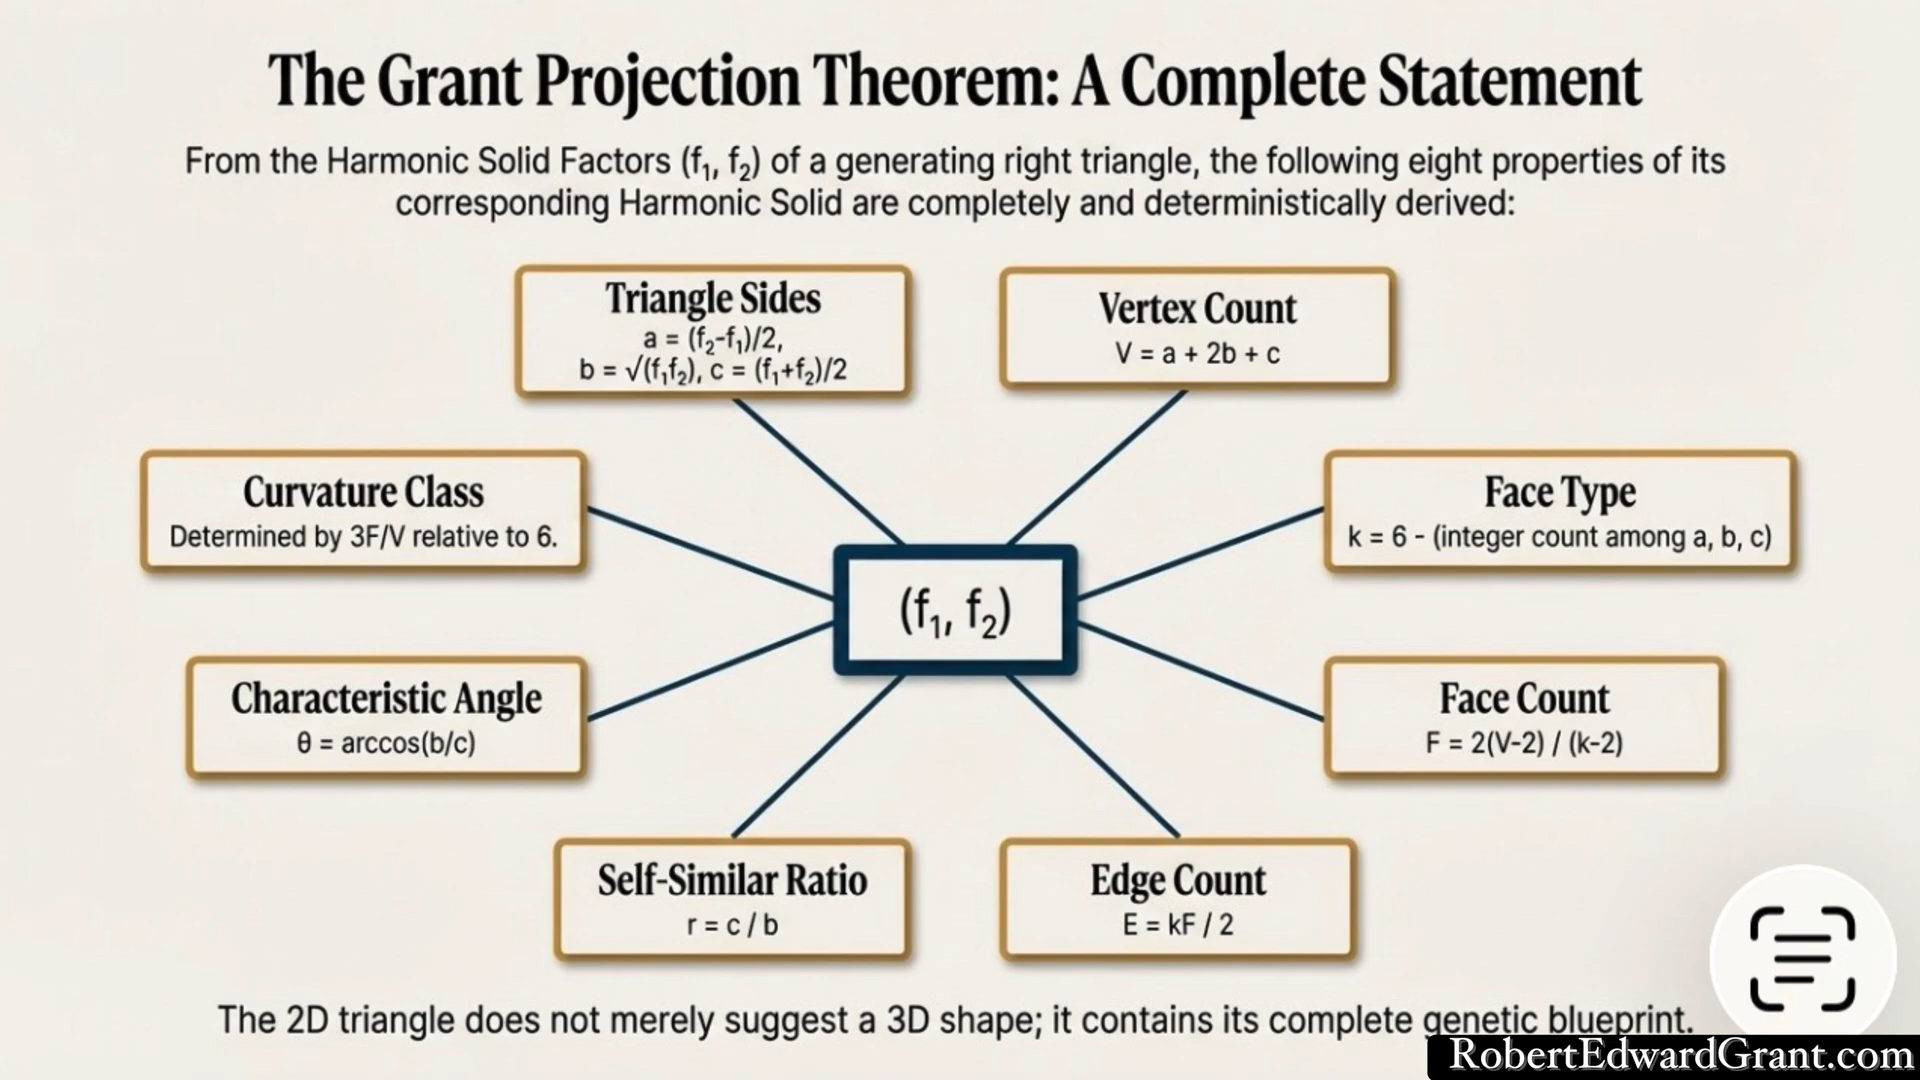 The Grant Projection Theorem: A Complete Statement
From the Harmonic Solid Factors (f₁, f₂) of a generating right triangle, the following eight properties of its
corresponding Harmonic Solid are completely and deterministically derived:
Triangle Sides
a = (f₂-f₁)/2,
b = √(f₁f₂), c = (f₁+f₂)/2
Vertex Count
V = a + 2b + c
Curvature Class
Determined by 3F/V relative to 6.
Face Type
k = 6 - (integer count among a, b, c)
(f₁, f₂)
Characteristic Angle
θ = arccos(b/c)
Face Count
F = 2(V-2) / (k-2)
Self-Similar Ratio
r = c / b
Edge Count
E = kF / 2
The 2D triangle does not merely suggest a 3D shape; it contains its complete genetic blueprint.
RobertEdwardGrant.com